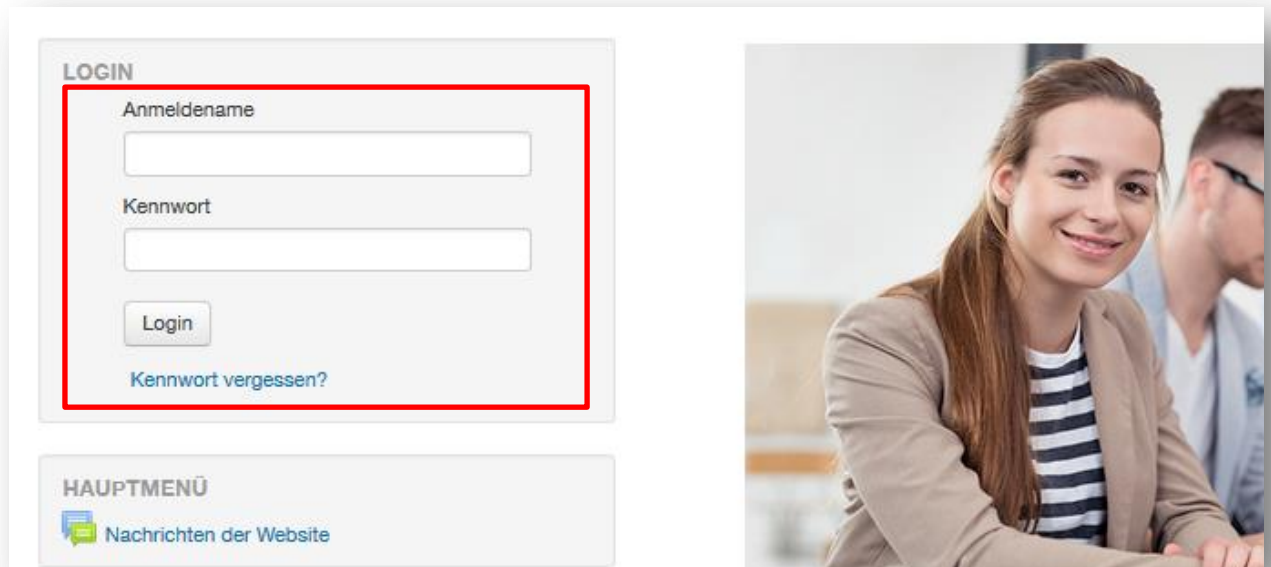 LOGIN
Anmeldename
Kennwort
Login
Kennwort vergessen?
HAUPTMENÜ
Nachrichten der Website